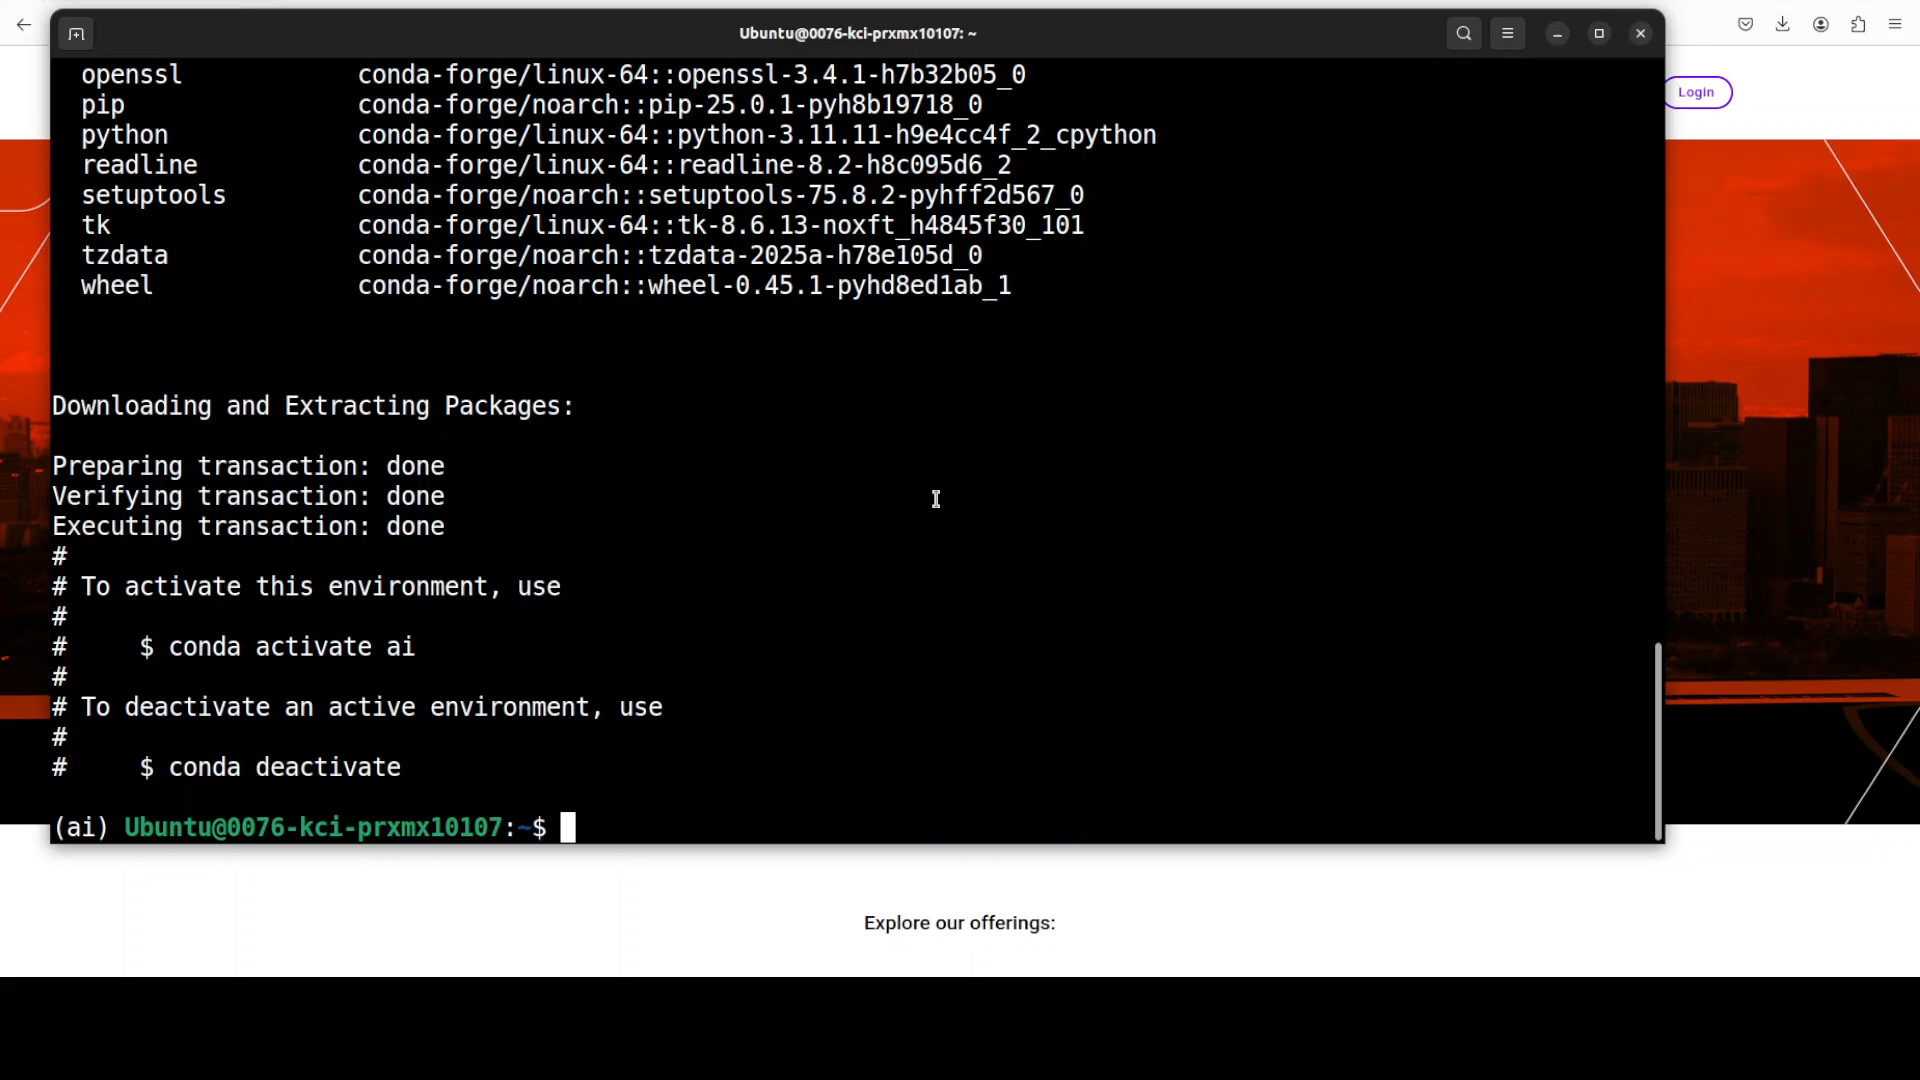 Ubuntu@0076-kci-prxmx10107: ~
Login
openssl conda-forge/linux-64::openssl-3.4.1-h7b32b05_0
pip conda-forge/noarch::pip-25.0.1-pyh8b19718_0
python conda-forge/linux-64::python-3.11.11-h9e4cc4f_2_cpython
readline conda-forge/linux-64::readline-8.2-h8c095d6_2
setuptools conda-forge/noarch::setuptools-75.8.2-pyhff2d567_0
tk conda-forge/linux-64::tk-8.6.13-noxft_h4845f30_101
tzdata conda-forge/noarch::tzdata-2025a-h78e105d_0
wheel conda-forge/noarch::wheel-0.45.1-pyhd8ed1ab_1
Downloading and Extracting Packages:
Preparing transaction: done
Verifying transaction: done
Executing transaction: done
#
# To activate this environment, use
#
# $ conda activate ai
#
# To deactivate an active environment, use
#
# $ conda deactivate
(ai) Ubuntu@0076-kci-prxmx10107:~$
Explore our offerings: